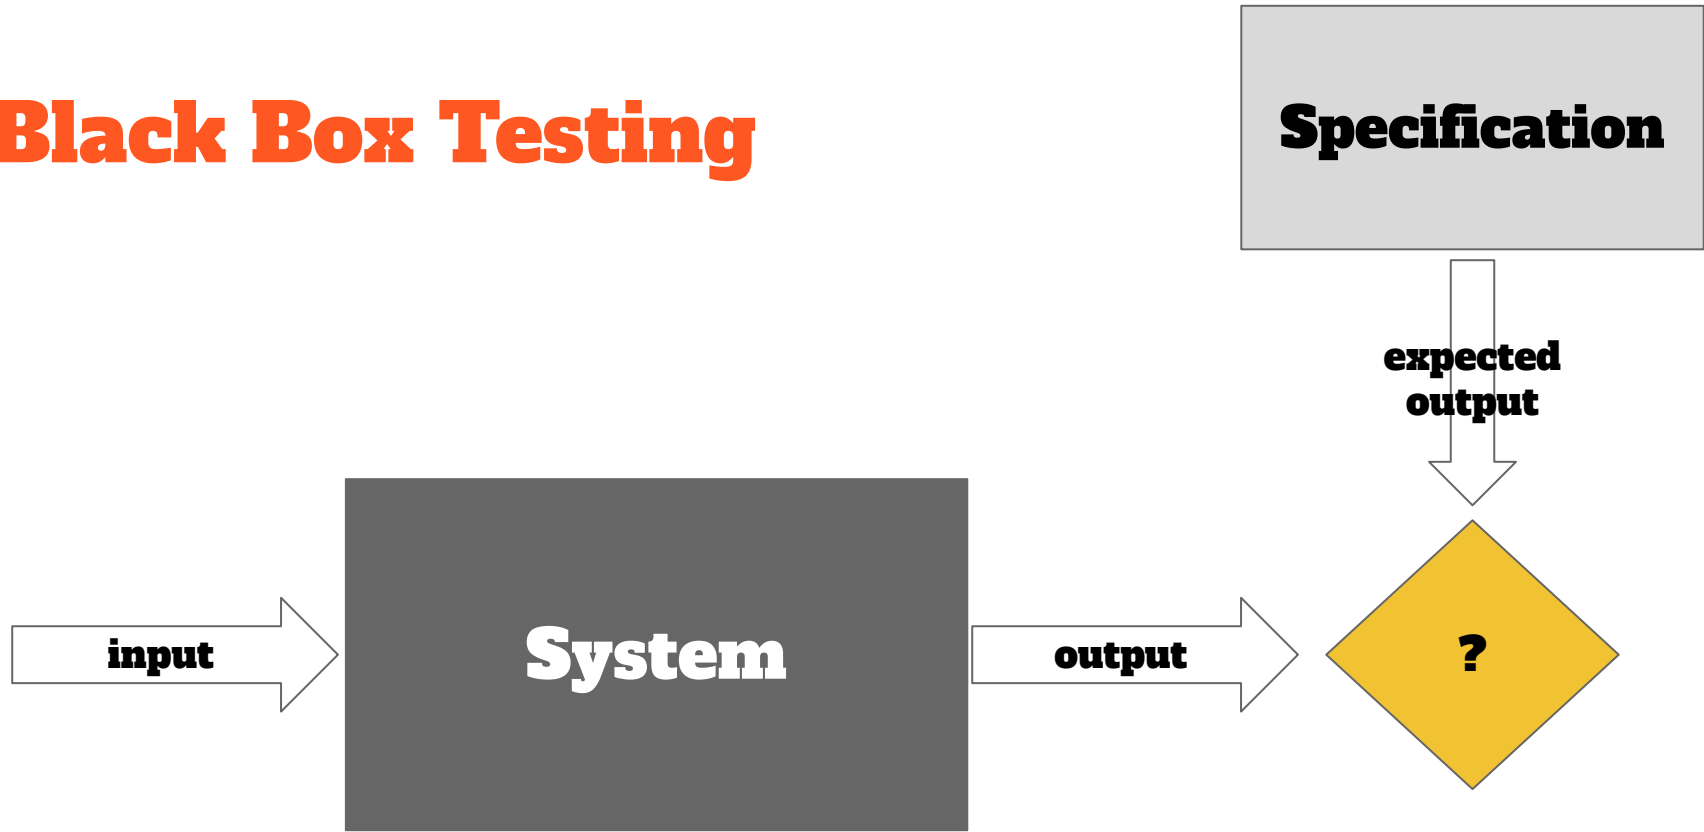 Black Box Testing
Specification
expected
output
input
System
output
?